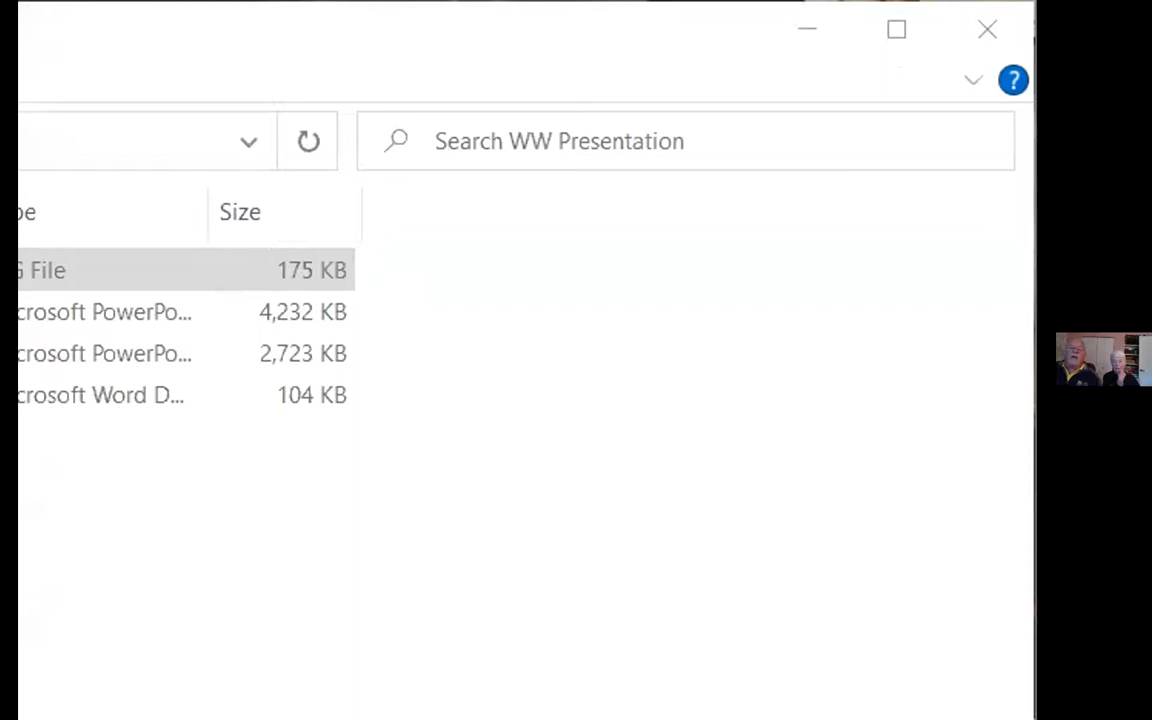 ?
Search WW Presentation
pe Size
G File 175 KB
crosoft PowerPo... 4,232 KB
crosoft PowerPo... 2,723 KB
crosoft Word D... 104 KB